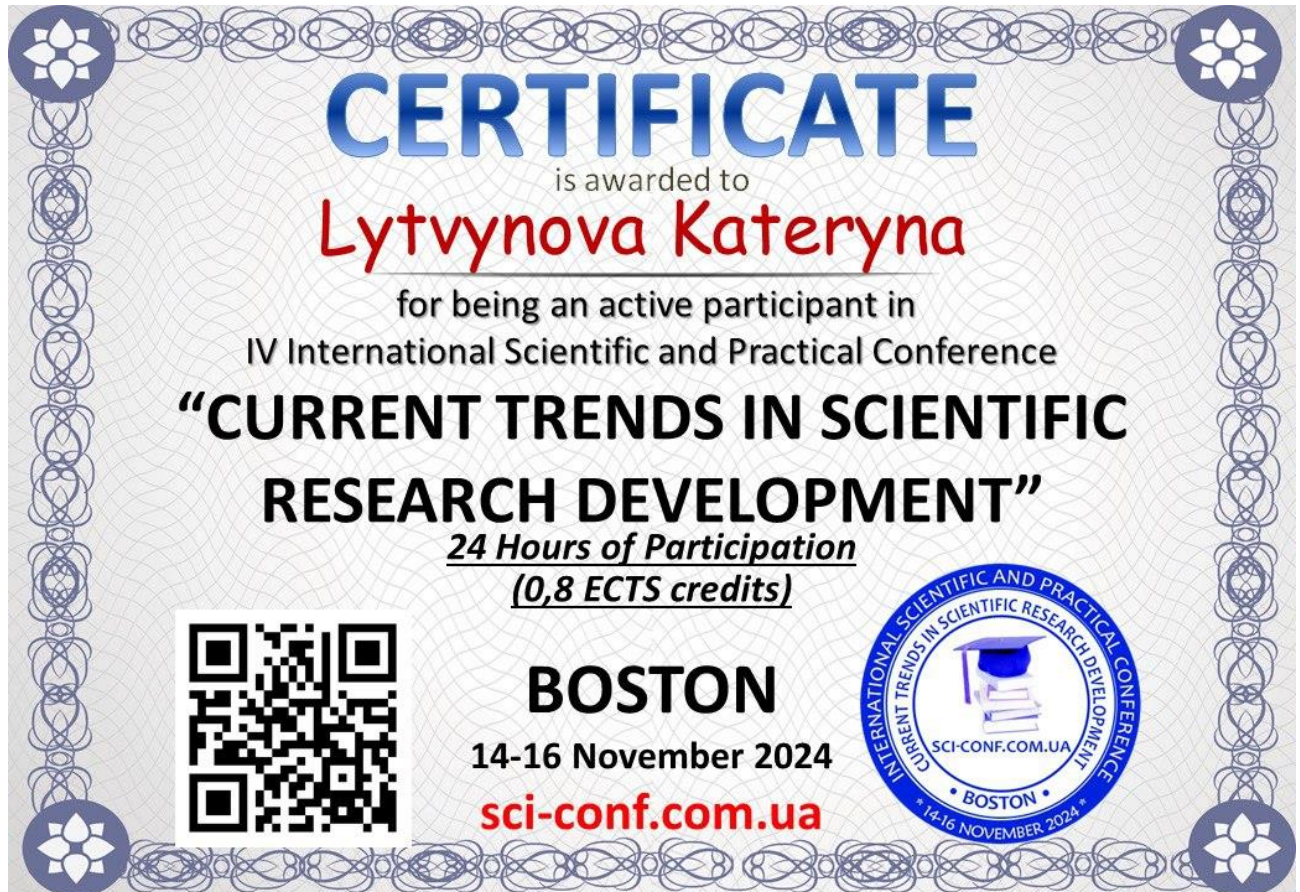 CERTIFICATE
is awarded to
Lytvynova Kateryna
for being an active participant in
IV International Scientific and Practical Conference
“CURRENT TRENDS IN SCIENTIFIC
RESEARCH DEVELOPMENT”
24 Hours of Participation
(0,8 ECTS credits)
BOSTON
14-16 November 2024
sci-conf.com.ua
INTERNATIONAL SCIENTIFIC AND PRACTICAL CONFERENCE
CURRENT TRENDS IN SCIENTIFIC RESEARCH DEVELOPMENT
SCI-CONF.COM.UA
• BOSTON •
* 14-16 NOVEMBER 2024 *